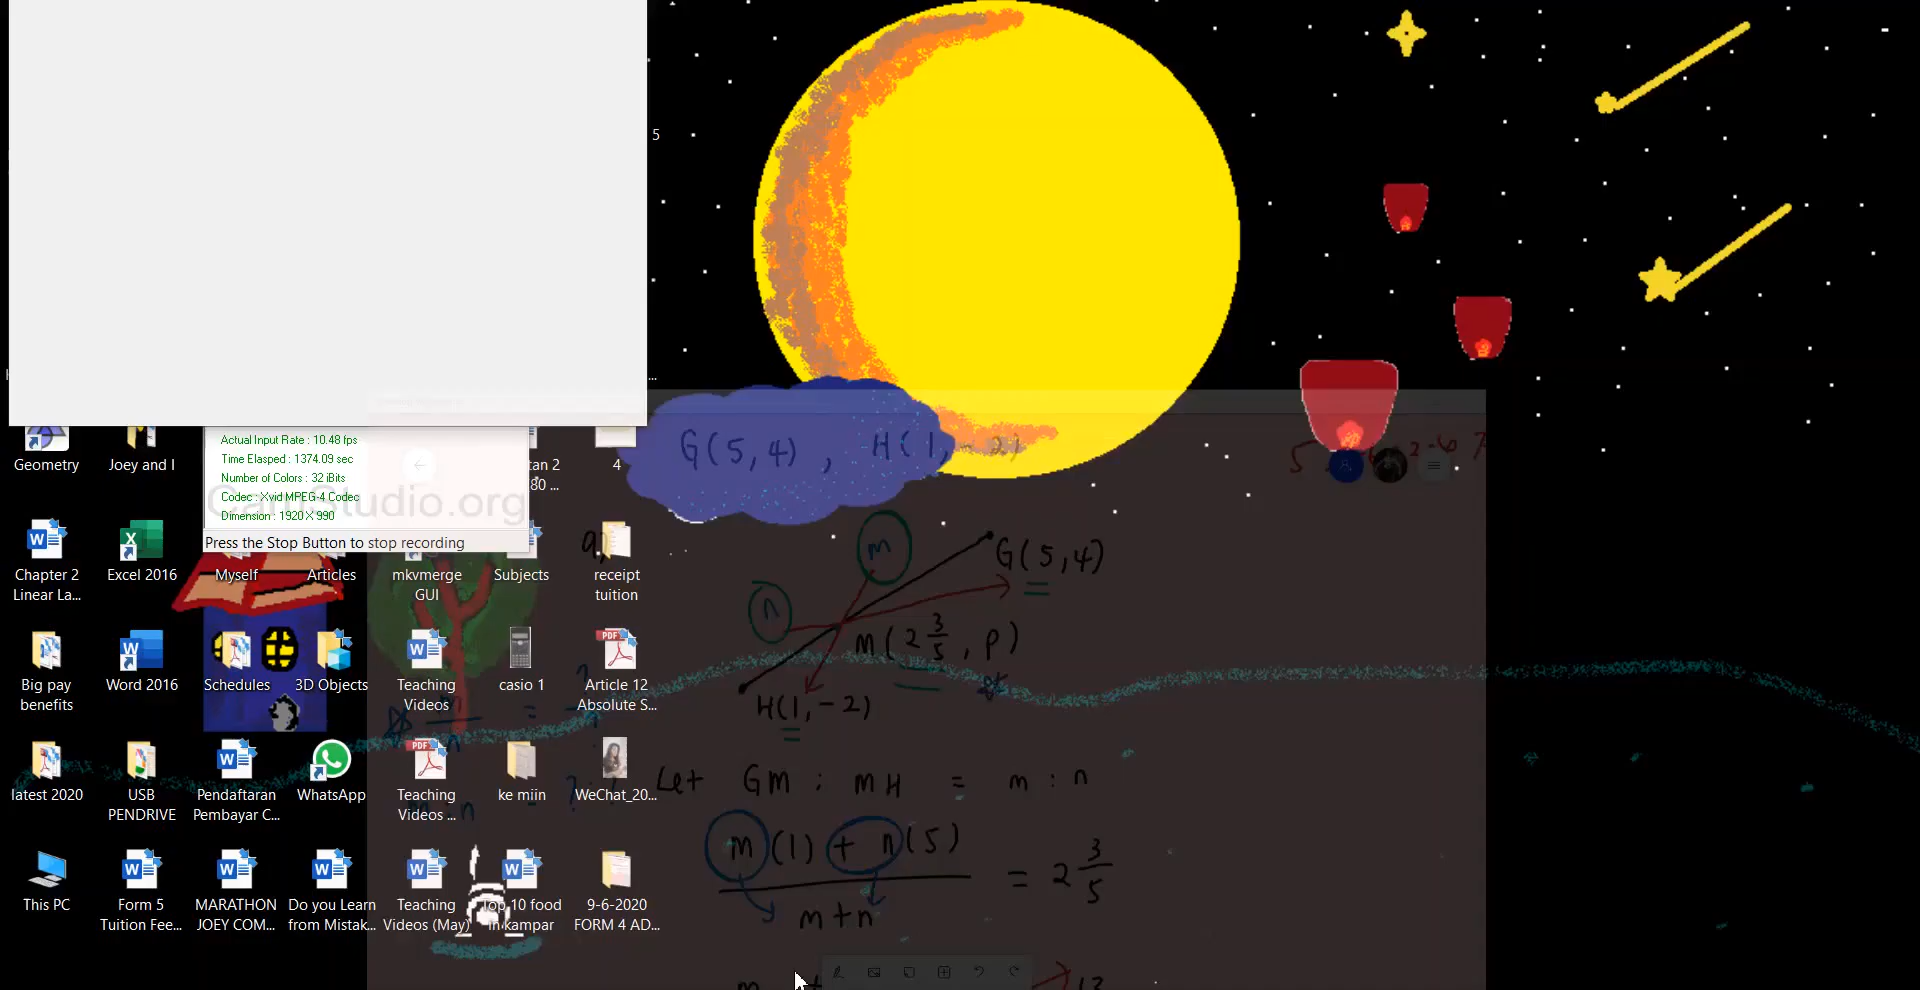 5
...
Geometry
Joey and I
4
Actual Input Rate : 10.48 fps
Time Elasped : 1374.09 sec
Number of Colors : 32 iBits
Codec : Xvid MPEG-4 Codec
Dimension : 1920 X 990
CamStudio.org
Press the Stop Button to stop recording
G(5,4) , H(1,-2)
a)
Chapter 2
Linear La...
Excel 2016
Myself
Articles
mkvmerge
GUI
Subjects
receipt
tuition
m
G(5,4)
n
M(2 3/5, p)
H(1,-2)
Big pay
benefits
Word 2016
Schedules
3D Objects
Teaching
Videos
casio 1
Article 12
Absolute S...
latest 2020
USB
PENDRIVE
Pendaftaran
Pembayar C...
WhatsApp
Teaching
Videos ...
ke miin
WeChat_20...
Let GM : MH = m : n
m(1) + n(5)
m+n
= 2 3/5
This PC
Form 5
Tuition Fee...
MARATHON
JOEY COM...
Do you Learn
from Mistak...
Teaching
Videos (May)
Top 10 food
in kampar
9-6-2020
FORM 4 AD...
13